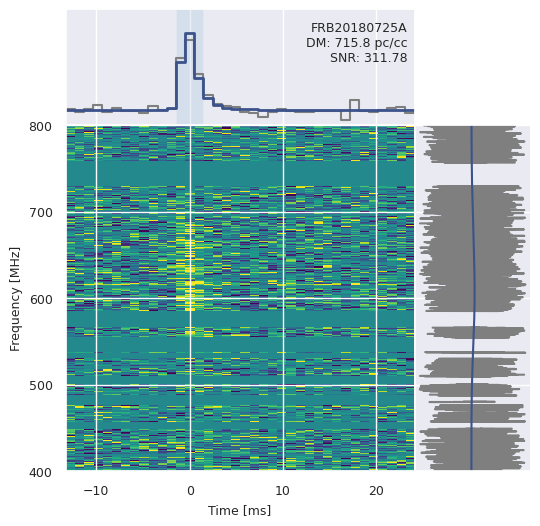 FRB20180725A
DM: 715.8 pc/cc
SNR: 311.78
800
700
600
500
400
Frequency [MHz]
−10 0 10 20
Time [ms]